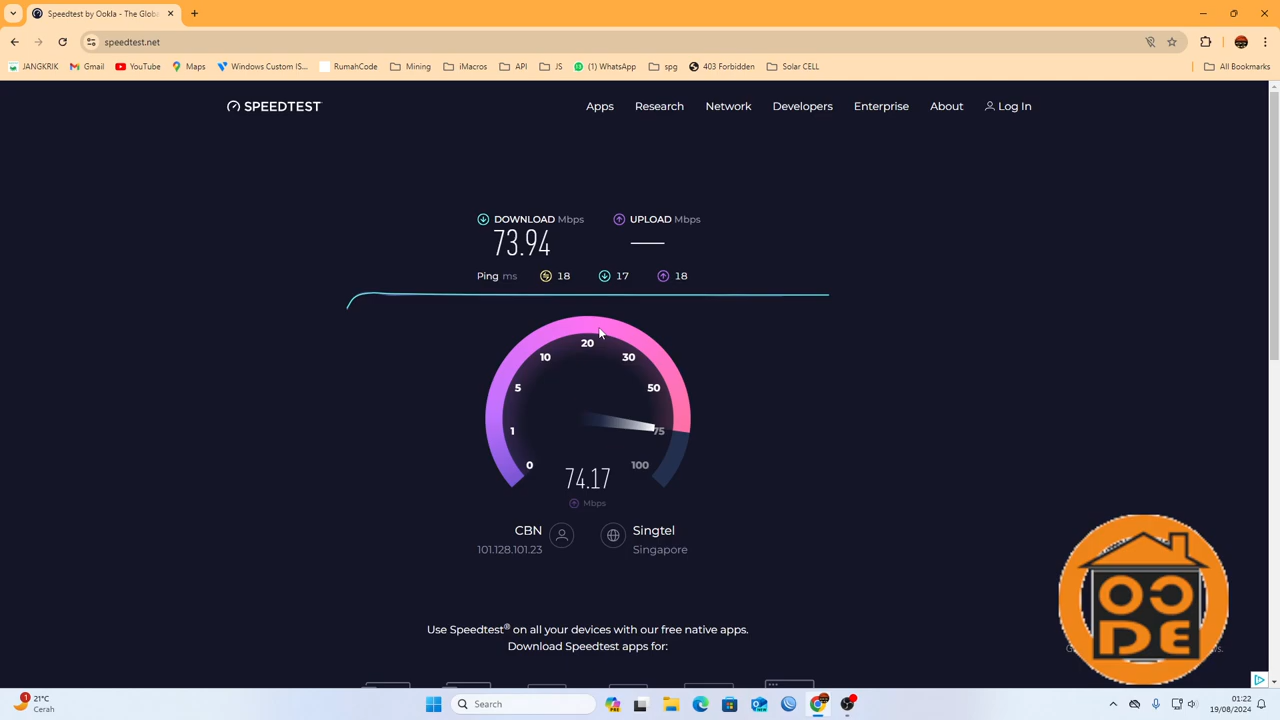 Speedtest by Ookla - The Glob
speedtest.net
JANGKRIK
Gmail
YouTube
Maps
Windows Custom IS...
RumahCode
Mining
iMacros
API
JS
(1) WhatsApp
spg
403 Forbidden
Solar CELL
All Bookmarks
SPEEDTEST
Apps
Research
Network
Developers
Enterprise
About
Log In
DOWNLOAD Mbps
UPLOAD Mbps
73.94
Ping ms
18
17
18
0
1
5
10
20
30
50
75
100
74.17
Mbps
CBN
101.128.101.23
Singtel
Singapore
Use Speedtest® on all your devices with our free native apps.
Download Speedtest apps for:
OC
DE
1
21°C
Cerah
Search
01:22
19/08/2024